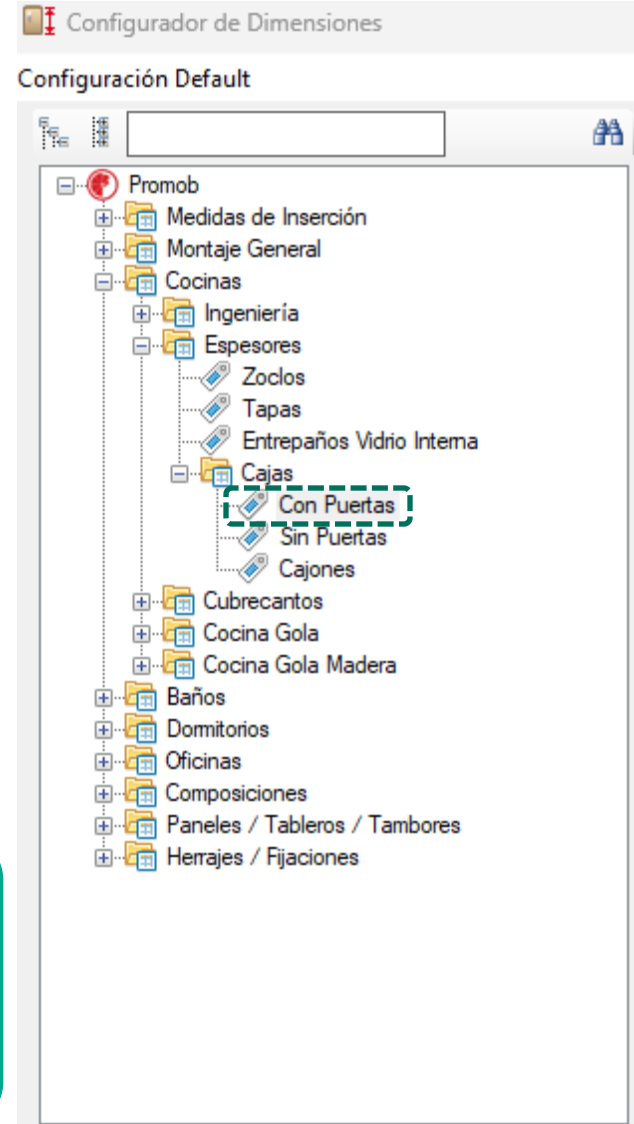 Configurador de Dimensiones
Configuración Default
Promob
Medidas de Inserción
Montaje General
Cocinas
Ingeniería
Espesores
Zoclos
Tapas
Entrepaños Vidrio Interna
Cajas
Con Puertas
Sin Puertas
Cajones
Cubrecantos
Cocina Gola
Cocina Gola Madera
Baños
Dormitorios
Oficinas
Composiciones
Paneles / Tableros / Tambores
Herrajes / Fijaciones